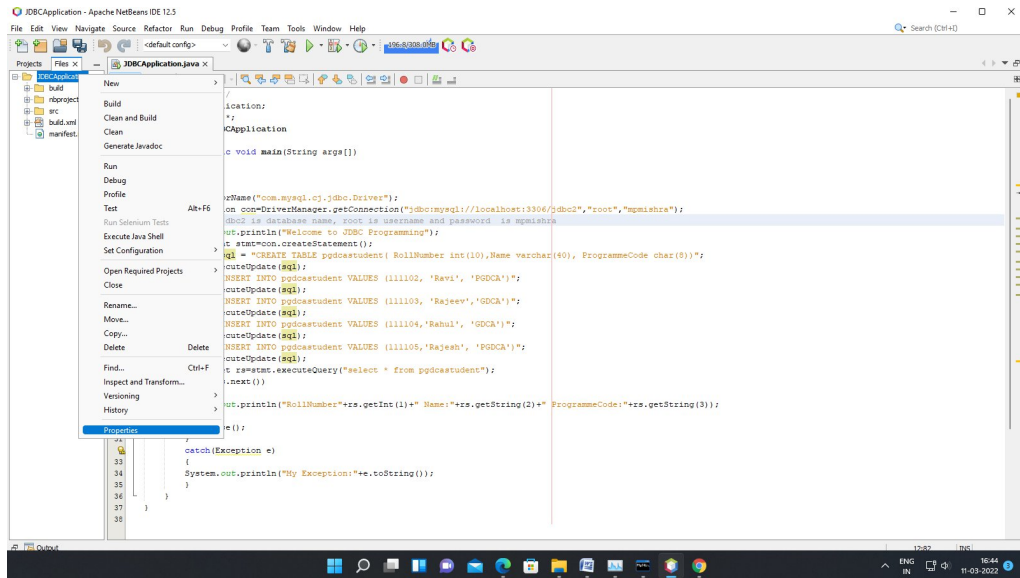 JDBCApplication - Apache NetBeans IDE 12.5
File Edit View Navigate Source Refactor Run Debug Profile Team Tools Window Help
Search (Ctrl+I)
<default config>
196.8/308.0MB
Projects Files
JDBCApplication.java
JDBCApplicati
build
nbproject
src
build.xml
manifest.
New
Build
Clean and Build
Clean
Generate Javadoc
Run
Debug
Profile
Test Alt+F6
Run Selenium Tests
Execute Java Shell
Set Configuration
Open Required Projects
Close
Rename...
Move...
Copy...
Delete Delete
Find... Ctrl+F
Inspect and Transform...
Versioning
History
Properties
/
ication;
*;
CApplication
c void main(String args[])
rName("com.mysql.cj.jdbc.Driver");
on con=DriverManager.getConnection("jdbc:mysql://localhost:3306/jdbc2","root","mpmishra");
dbc2 is database name, root is username and password is mpmishra
ut.println("Welcome to JDBC Programming");
t stmt=con.createStatement();
ql = "CREATE TABLE pgdcastudent( RollNumber int(10),Name varchar(40), ProgrammeCode char(8))";
cuteUpdate(sql);
NSERT INTO pgdcastudent VALUES (111102, 'Ravi', 'PGDCA')";
cuteUpdate(sql);
NSERT INTO pgdcastudent VALUES (111103, 'Rajeev','GDCA')";
cuteUpdate(sql);
NSERT INTO pgdcastudent VALUES (111104,'Rahul', 'GDCA')";
cuteUpdate(sql);
NSERT INTO pgdcastudent VALUES (111105,'Rajesh', 'PGDCA')";
cuteUpdate(sql);
t rs=stmt.executeQuery("select * from pgdcastudent");
.next())
ut.println("RollNumber"+rs.getInt(1)+" Name:"+rs.getString(2)+" ProgrammeCode:"+rs.getString(3));
e();
}
catch(Exception e)
33 {
34 System.out.println("My Exception:"+e.toString());
35 }
36 }
37 }
38
Output
12:82 INS
ENG
IN
16:44
11-03-2022